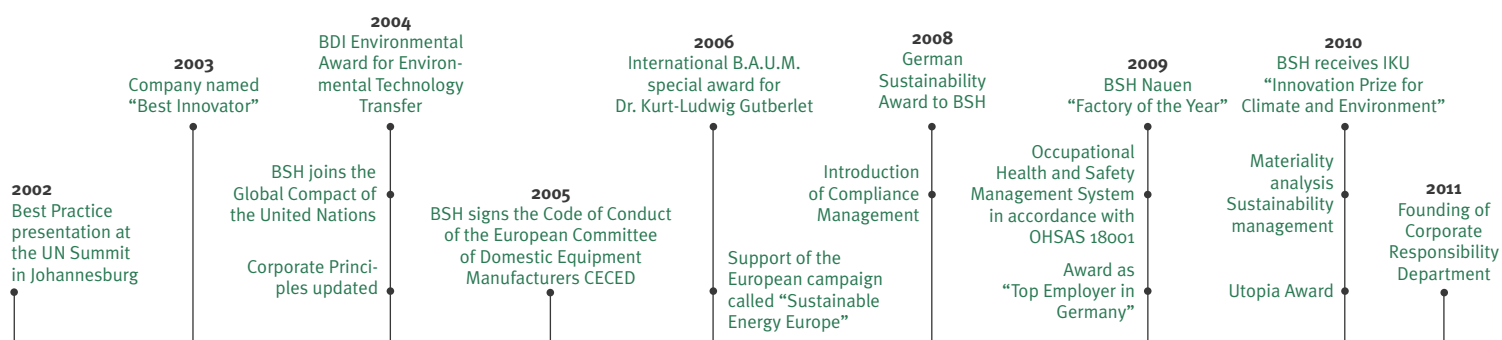 2002
Best Practice
presentation at
the UN Summit
in Johannesburg
2003
Company named
“Best Innovator”
2004
BDI Environmental
Award for Environ-
mental Technology
Transfer
BSH joins the
Global Compact of
the United Nations
Corporate Princi-
ples updated
2005
BSH signs the Code of Conduct
of the European Committee
of Domestic Equipment
Manufacturers CECED
2006
International B.A.U.M.
special award for
Dr. Kurt-Ludwig Gutberlet
Support of the
European campaign
called “Sustainable
Energy Europe”
2008
German
Sustainability
Award to BSH
Introduction
of Compliance
Management
2009
BSH Nauen
“Factory of the Year”
Occupational
Health and Safety
Management System
in accordance with
OHSAS 18001
Award as
“Top Employer in
Germany”
2010
BSH receives IKU
“Innovation Prize for
Climate and Environment”
Materiality
analysis
Sustainability
management
Utopia Award
2011
Founding of
Corporate
Responsibility
Department